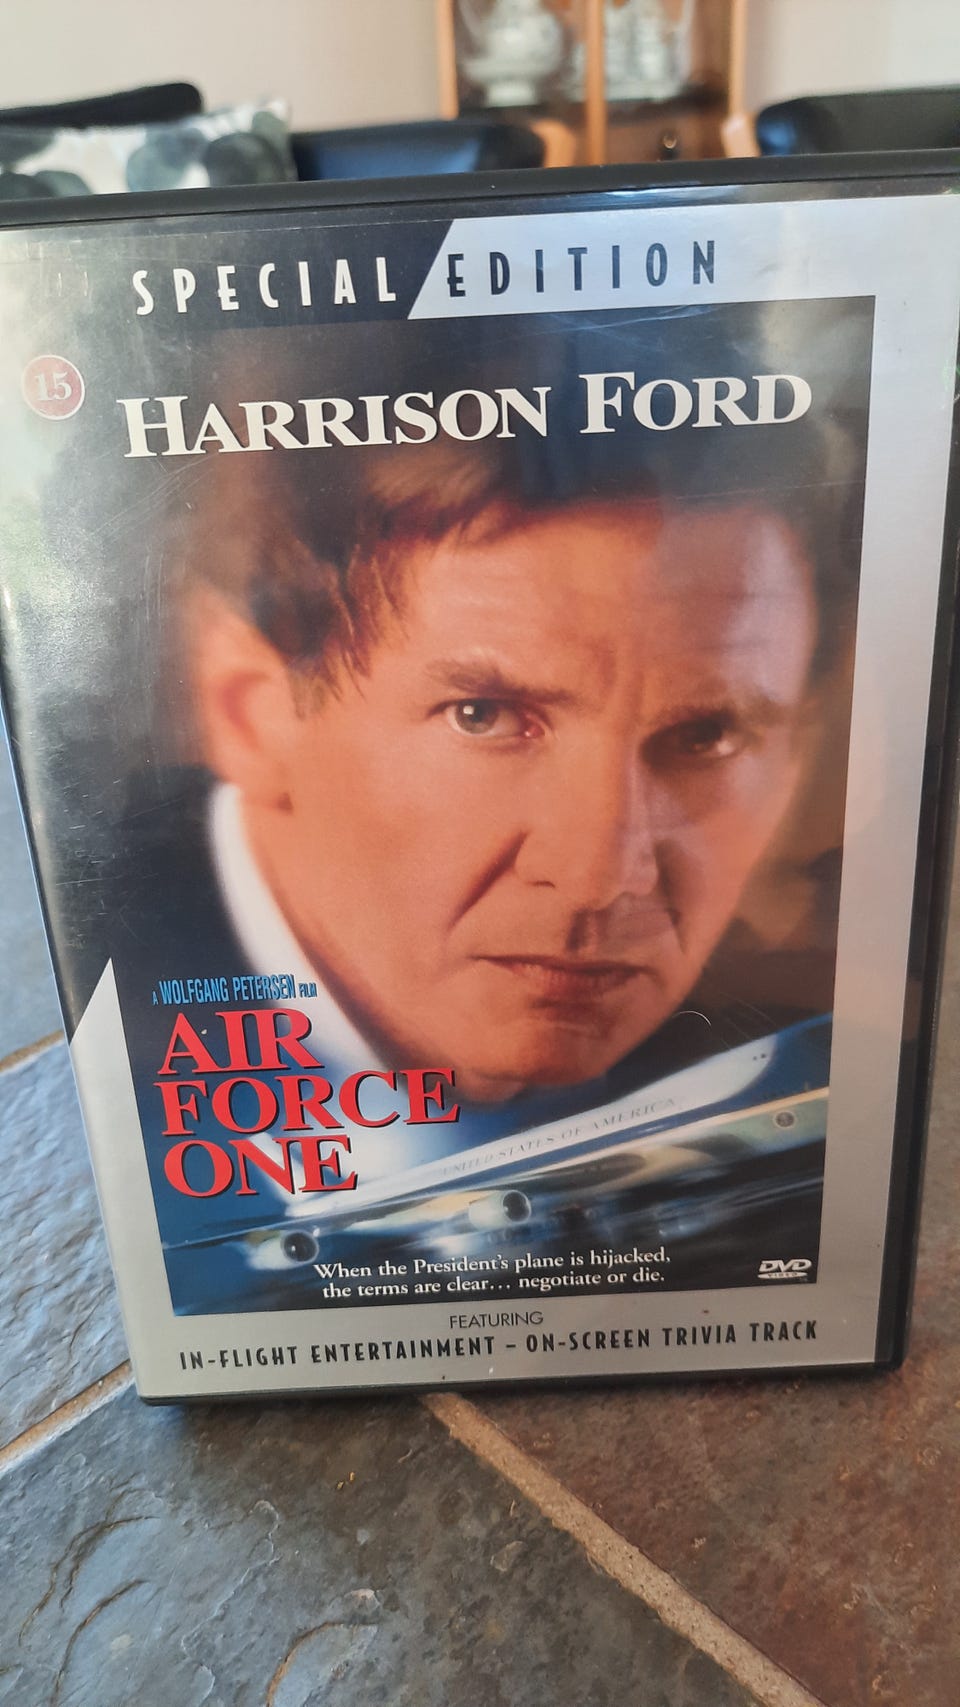 SPECIAL EDITION
15
HARRISON FORD
A WOLFGANG PETERSEN FILM
AIR
FORCE
ONE
UNITED STATES OF AMERICA
When the President's plane is hijacked,
the terms are clear... negotiate or die.
DVD
VIDEO
FEATURING
IN-FLIGHT ENTERTAINMENT – ON-SCREEN TRIVIA TRACK